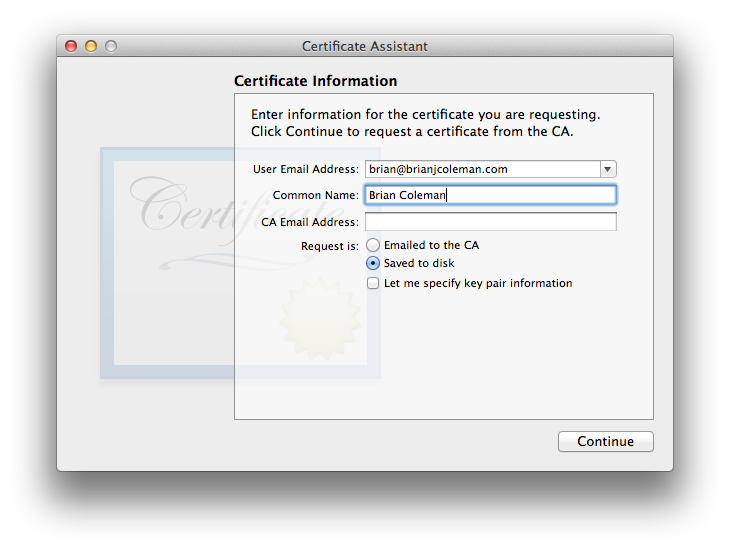 Certificate Assistant
Certificate Information
Enter information for the certificate you are requesting.
Click Continue to request a certificate from the CA.
Certificate
User Email Address: brian@brianjcoleman.com
Common Name: Brian Coleman
CA Email Address:
Request is: Emailed to the CA
Saved to disk
Let me specify key pair information
Continue